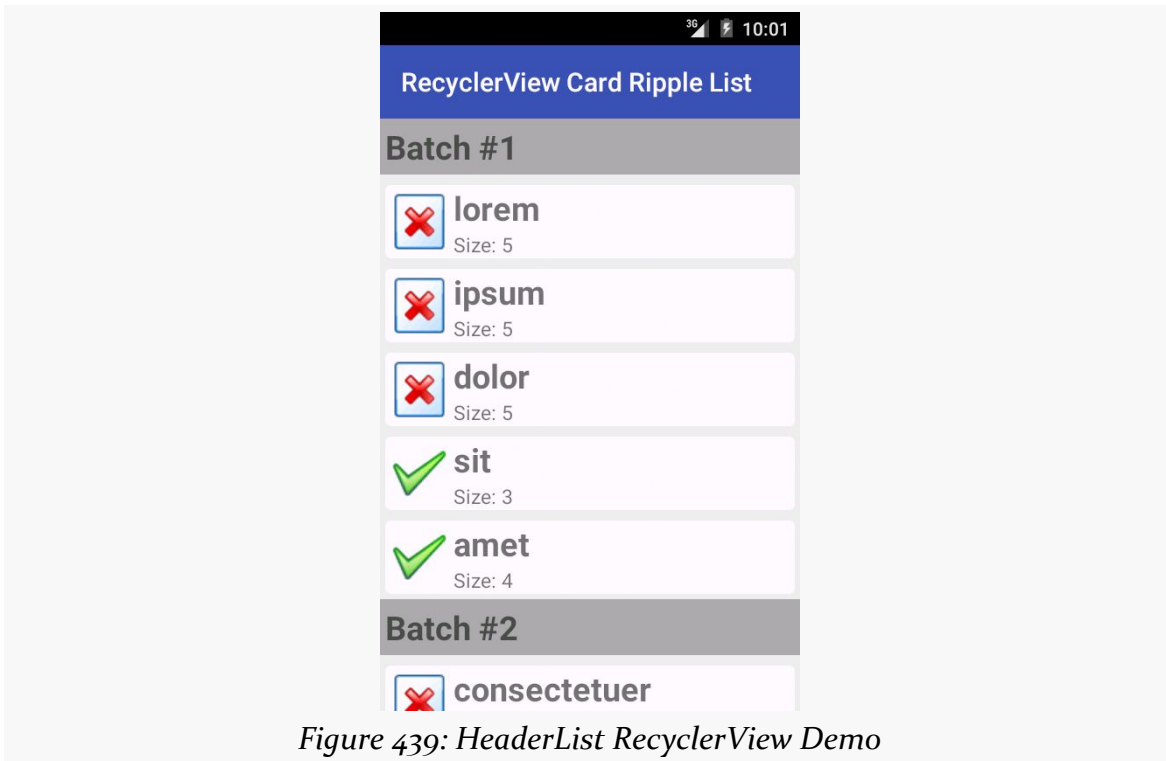 3G 10:01
RecyclerView Card Ripple List
Batch #1
lorem
Size: 5
ipsum
Size: 5
dolor
Size: 5
sit
Size: 3
amet
Size: 4
Batch #2
consectetuer
Figure 439: HeaderList RecyclerView Demo